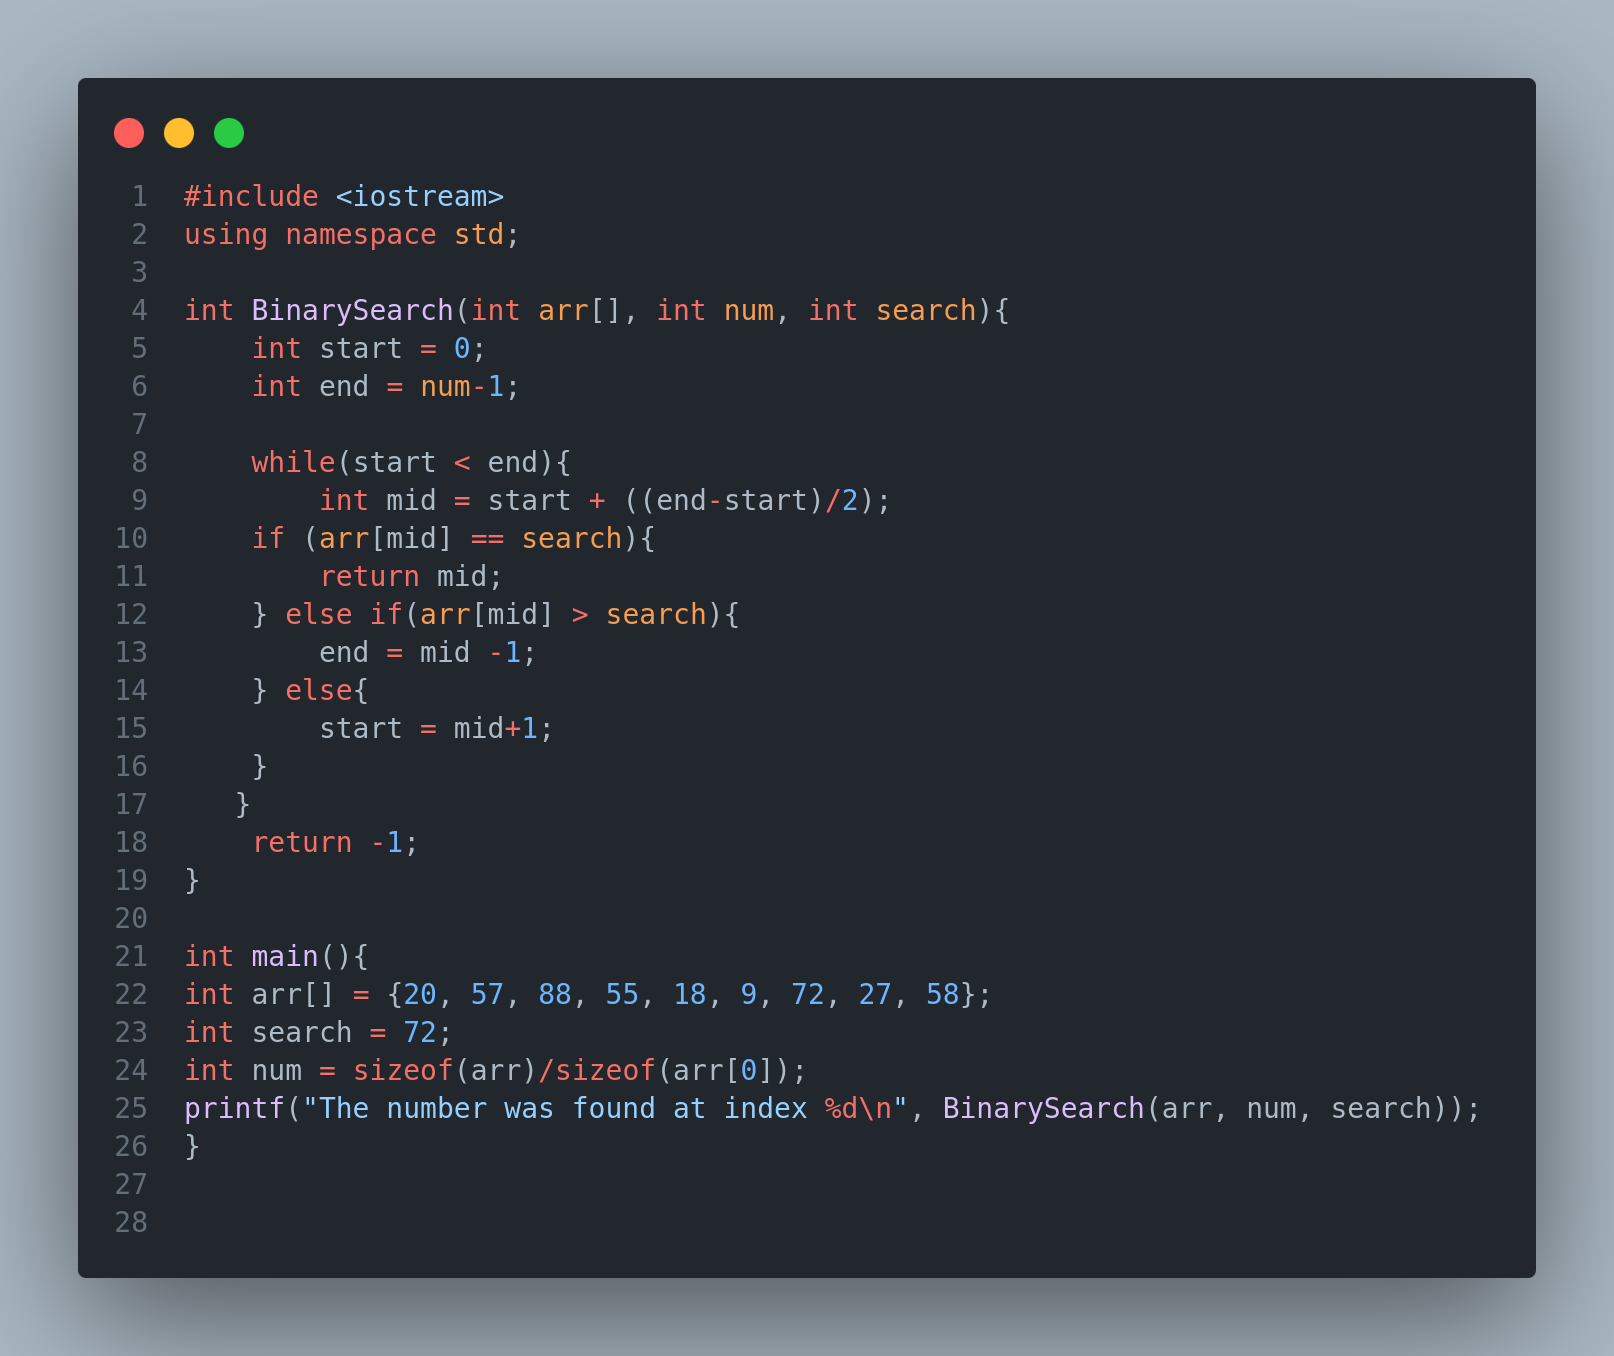 1 #include <iostream>
2 using namespace std;
3
4 int BinarySearch(int arr[], int num, int search){
5     int start = 0;
6     int end = num-1;
7
8     while(start < end){
9         int mid = start + ((end-start)/2);
10     if (arr[mid] == search){
11         return mid;
12     } else if(arr[mid] > search){
13         end = mid -1;
14     } else{
15         start = mid+1;
16     }
17    }
18     return -1;
19 }
20
21 int main(){
22 int arr[] = {20, 57, 88, 55, 18, 9, 72, 27, 58};
23 int search = 72;
24 int num = sizeof(arr)/sizeof(arr[0]);
25 printf("The number was found at index %d\n", BinarySearch(arr, num, search));
26 }
27
28